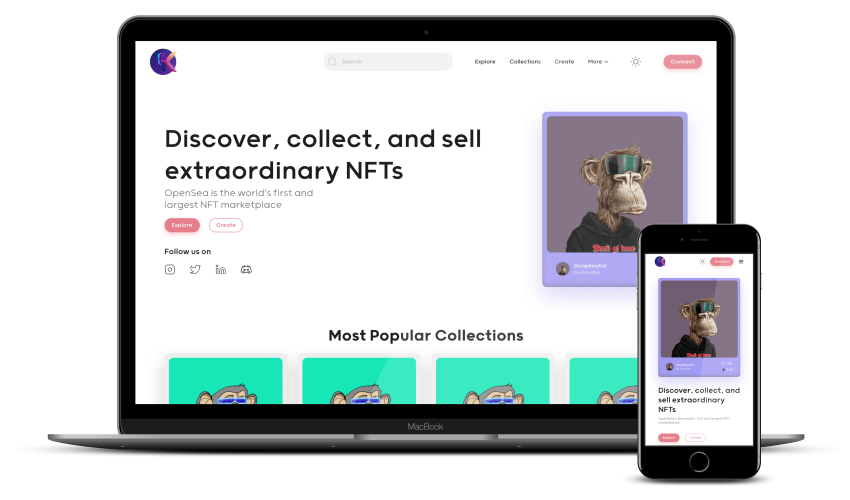 Search
Explore
Collections
Create
More
Connect
Discover, collect, and sell
extraordinary NFTs
OpenSea is the world's first and
largest NFT marketplace
Explore
Create
Follow us on
Dooplicator
by Doodles
Most Popular Collections
MacBook
Connect
Discover, collect, and
sell extraordinary
NFTs
OpenSea is the world's first and largest NFT
marketplace
Explore
Create